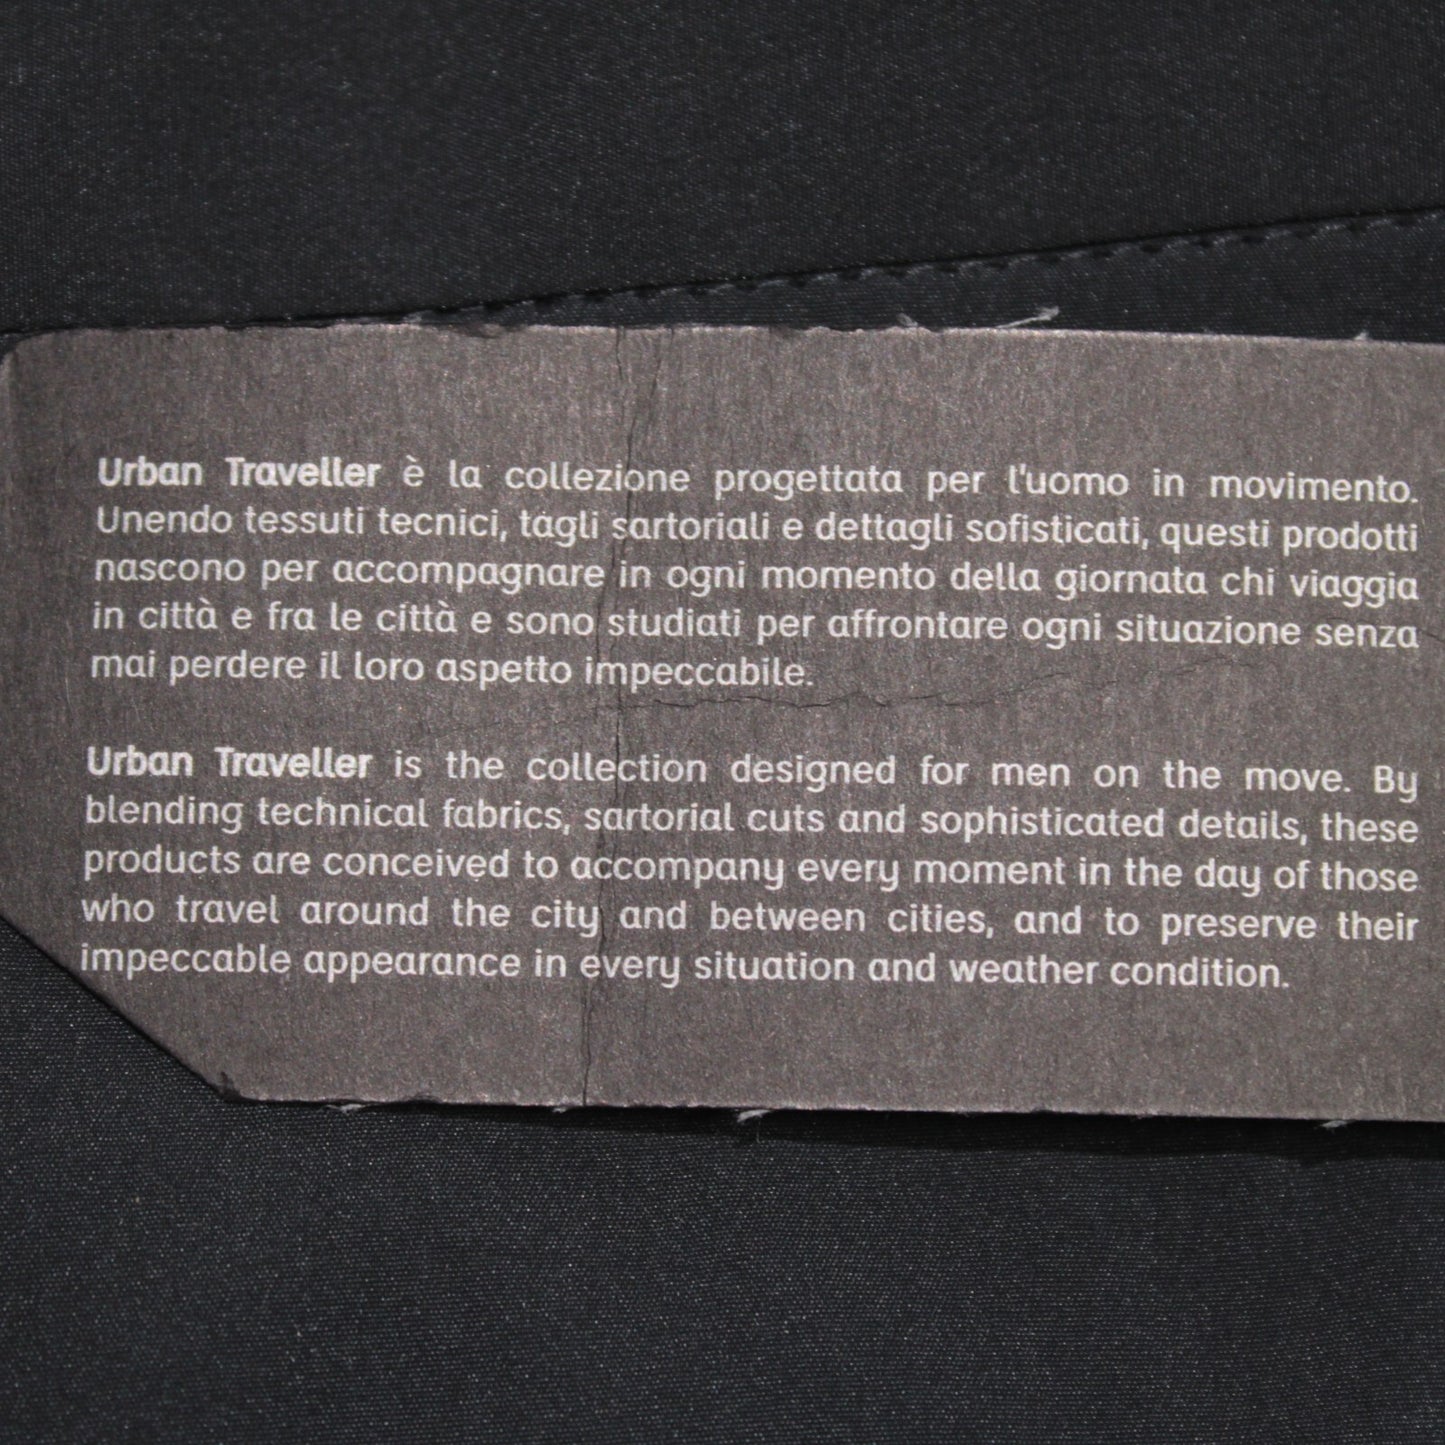 Urban Traveller è la collezione progettata per l'uomo in movimento.
Unendo tessuti tecnici, tagli sartoriali e dettagli sofisticati, questi prodotti
nascono per accompagnare in ogni momento della giornata chi viaggia
in città e fra le città e sono studiati per affrontare ogni situazione senza
mai perdere il loro aspetto impeccabile.
Urban Traveller is the collection designed for men on the move. By
blending technical fabrics, sartorial cuts and sophisticated details, these
products are conceived to accompany every moment in the day of those
who travel around the city and between cities, and to preserve their
impeccable appearance in every situation and weather condition.